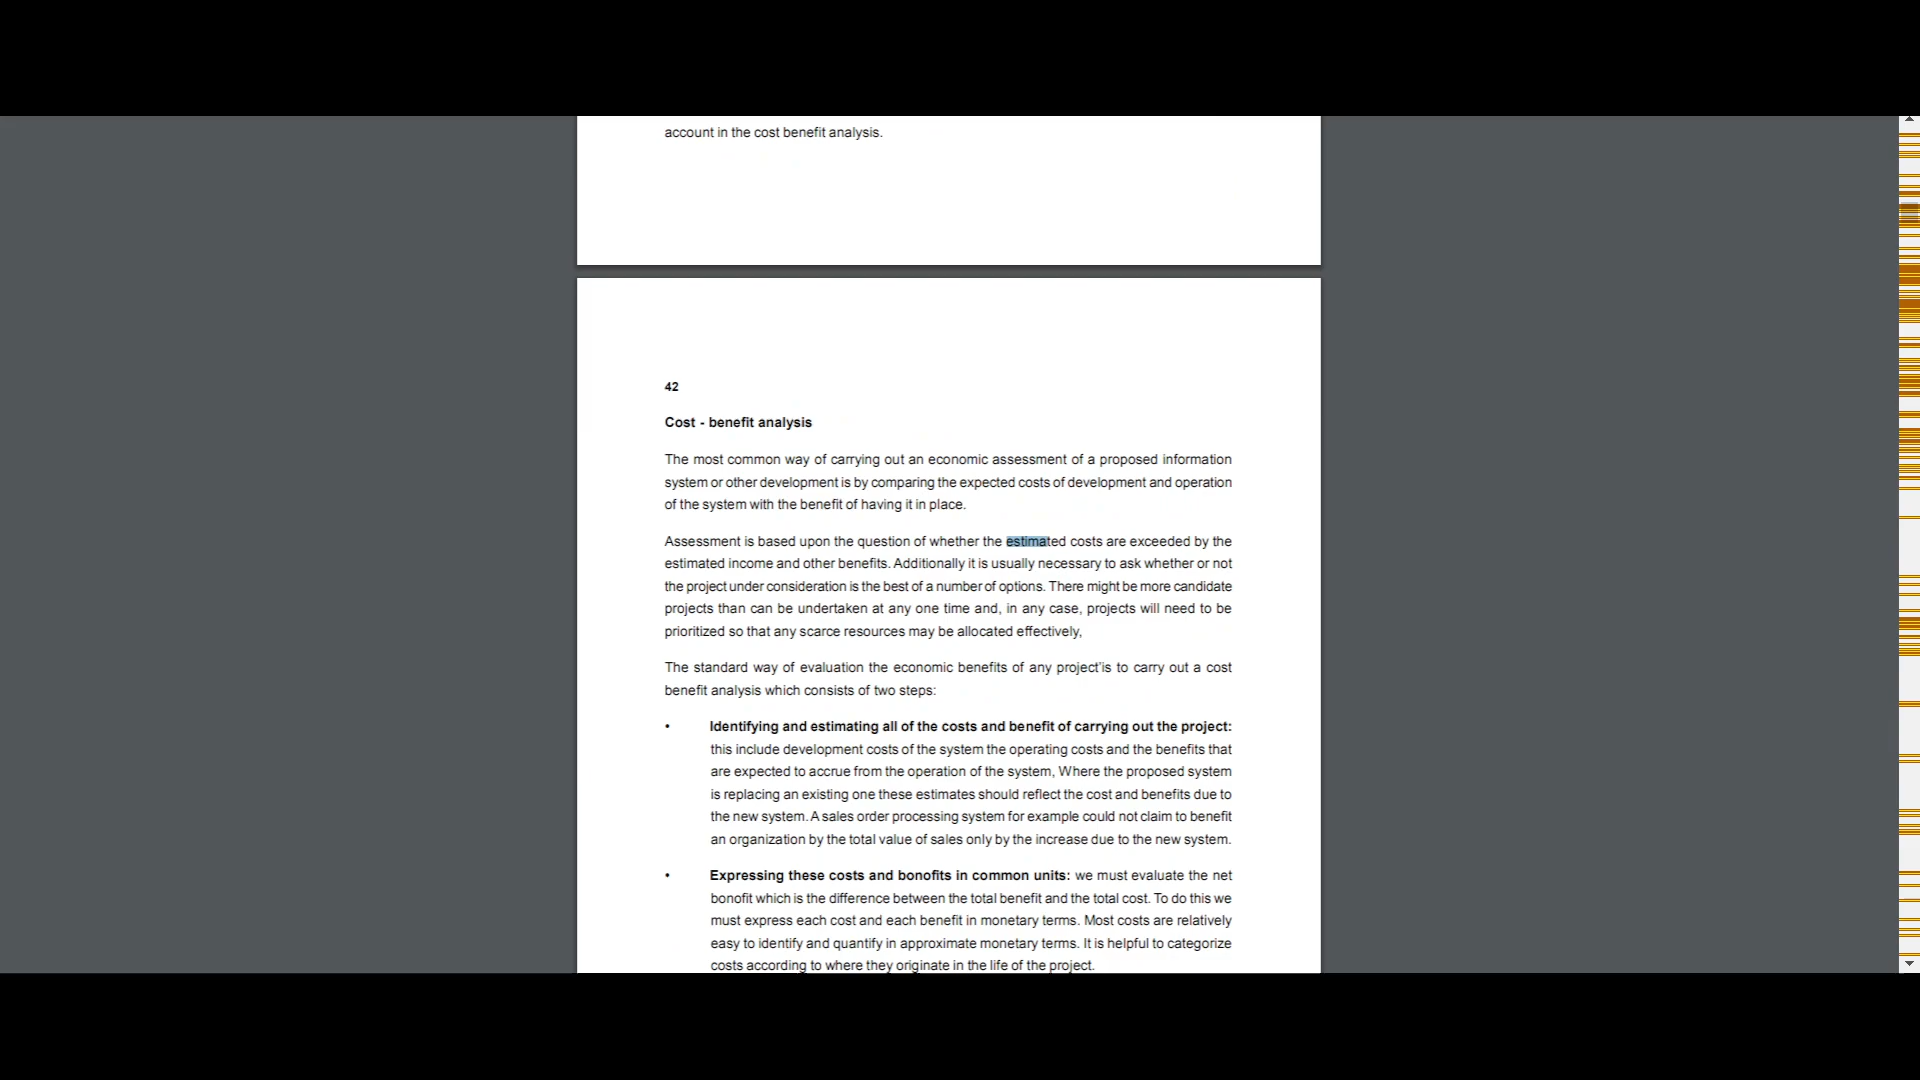 account in the cost benefit analysis.
42
Cost - benefit analysis
The most common way of carrying out an economic assessment of a proposed information
system or other development is by comparing the expected costs of development and operation
of the system with the benefit of having it in place.
Assessment is based upon the question of whether the estimated costs are exceeded by the
estimated income and other benefits. Additionally it is usually necessary to ask whether or not
the project under consideration is the best of a number of options. There might be more candidate
projects than can be undertaken at any one time and, in any case, projects will need to be
prioritized so that any scarce resources may be allocated effectively,
The standard way of evaluation the economic benefits of any project'is to carry out a cost
benefit analysis which consists of two steps:
• Identifying and estimating all of the costs and benefit of carrying out the project:
this include development costs of the system the operating costs and the benefits that
are expected to accrue from the operation of the system, Where the proposed system
is replacing an existing one these estimates should reflect the cost and benefits due to
the new system. A sales order processing system for example could not claim to benefit
an organization by the total value of sales only by the increase due to the new system.
• Expressing these costs and bonofits in common units: we must evaluate the net
bonofit which is the difference between the total benefit and the total cost. To do this we
must express each cost and each benefit in monetary terms. Most costs are relatively
easy to identify and quantify in approximate monetary terms. It is helpful to categorize
costs according to where they originate in the life of the project.